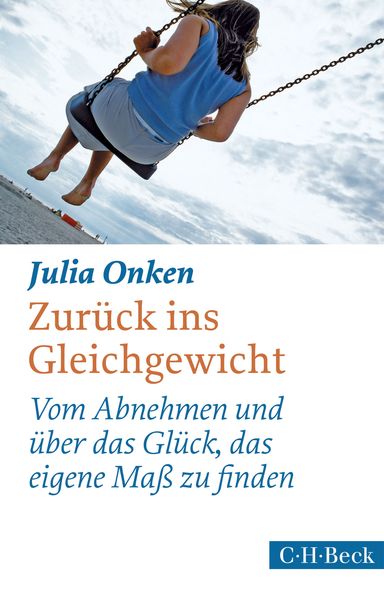 Julia Onken
Zurück ins
Gleichgewicht
Vom Abnehmen und
über das Glück, das
eigene Maß zu finden
C·H·Beck